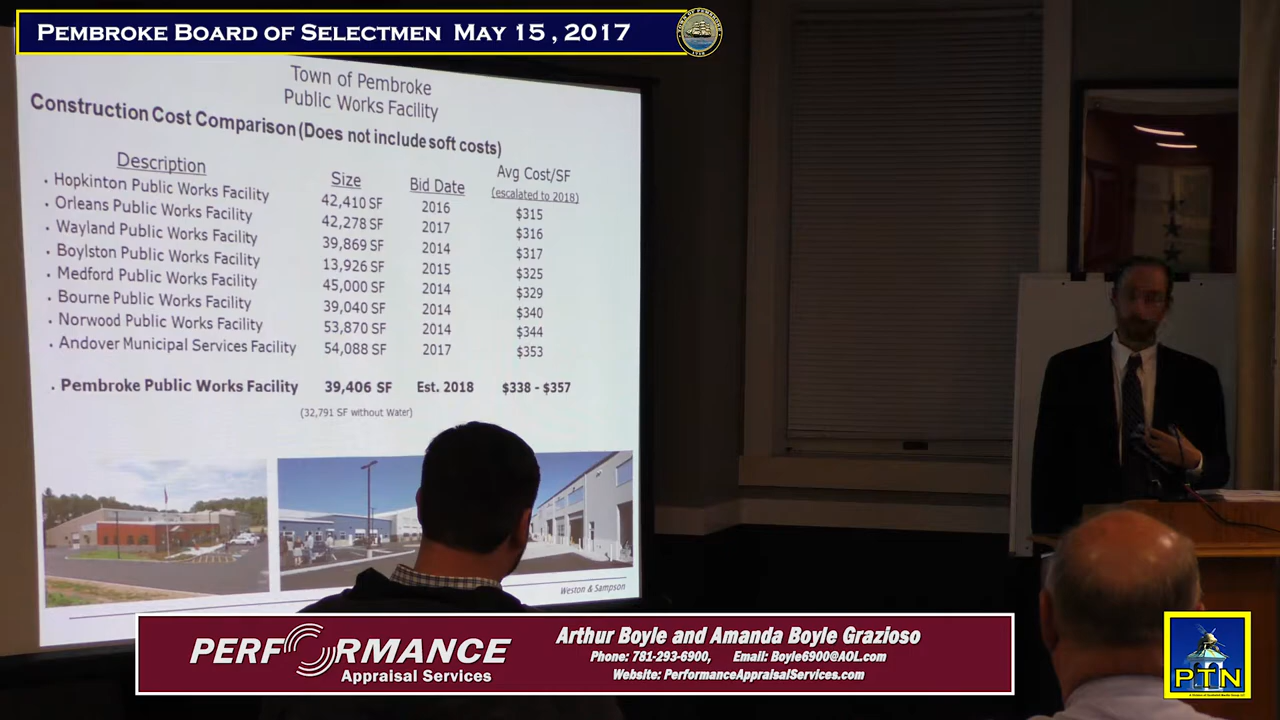 PEMBROKE BOARD OF SELECTMEN MAY 15, 2017
Town of Pembroke
Public Works Facility
Construction Cost Comparison (Does not include soft costs)
Description Size Bid Date Avg Cost/SF
(escalated to 2018)
• Hopkinton Public Works Facility 42,410 SF 2016 $315
• Orleans Public Works Facility 42,278 SF 2017 $316
• Wayland Public Works Facility 39,869 SF 2014 $317
• Boylston Public Works Facility 13,926 SF 2015 $325
• Medford Public Works Facility 45,000 SF 2014 $329
• Bourne Public Works Facility 39,040 SF 2014 $340
• Norwood Public Works Facility 53,870 SF 2014 $344
• Andover Municipal Services Facility 54,088 SF 2017 $353
• Pembroke Public Works Facility 39,406 SF Est. 2018 $338 - $357
(32,791 SF without Water)
Weston & Sampson
PERFORMANCE
Appraisal Services
Arthur Boyle and Amanda Boyle Grazioso
Phone: 781-293-6900, Email: Boyle6900@AOL.com
Website: PerformanceAppraisalServices.com
PTN